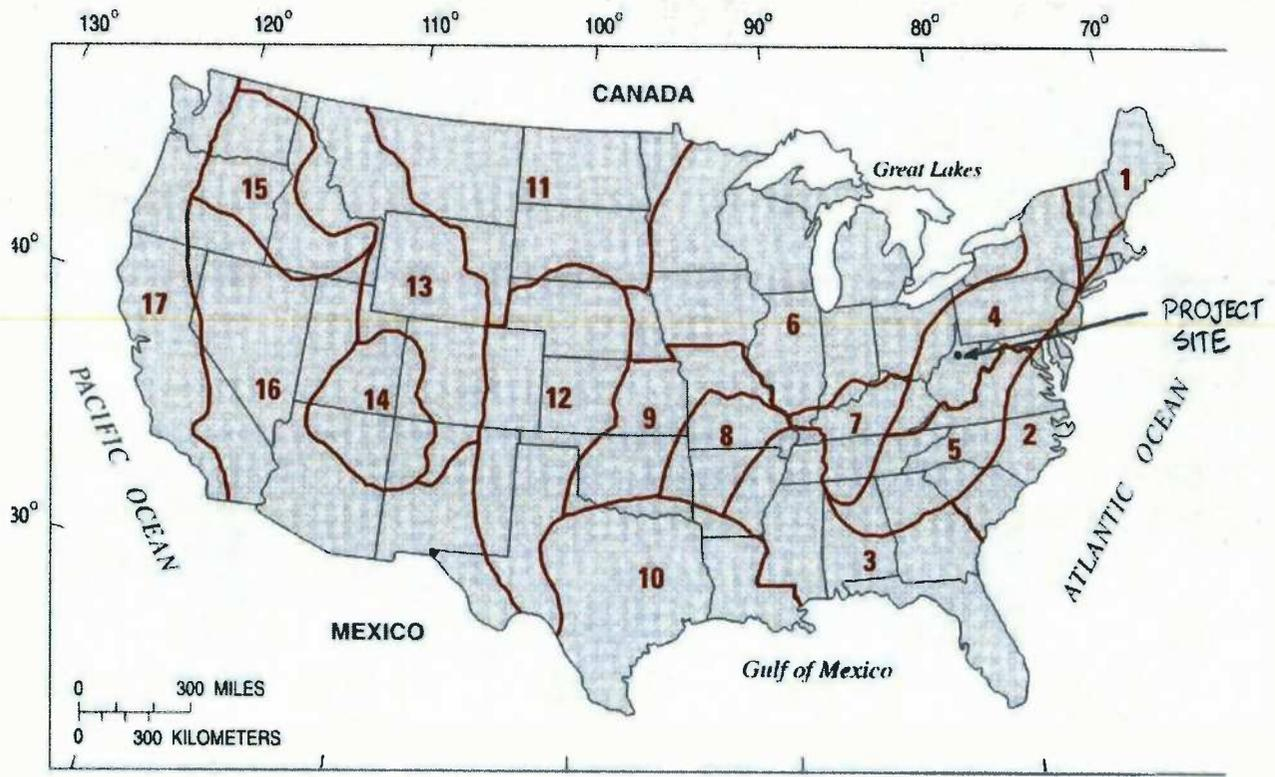 130° 120° 110° 100° 90° 80° 70°
CANADA
Great Lakes
1
15
11
40°
13
17
6
4
PROJECT
SITE
16
14
12
9
7
8
5
2
PACIFIC OCEAN
ATLANTIC OCEAN
30°
3
10
MEXICO
Gulf of Mexico
0 300 MILES
0 300 KILOMETERS